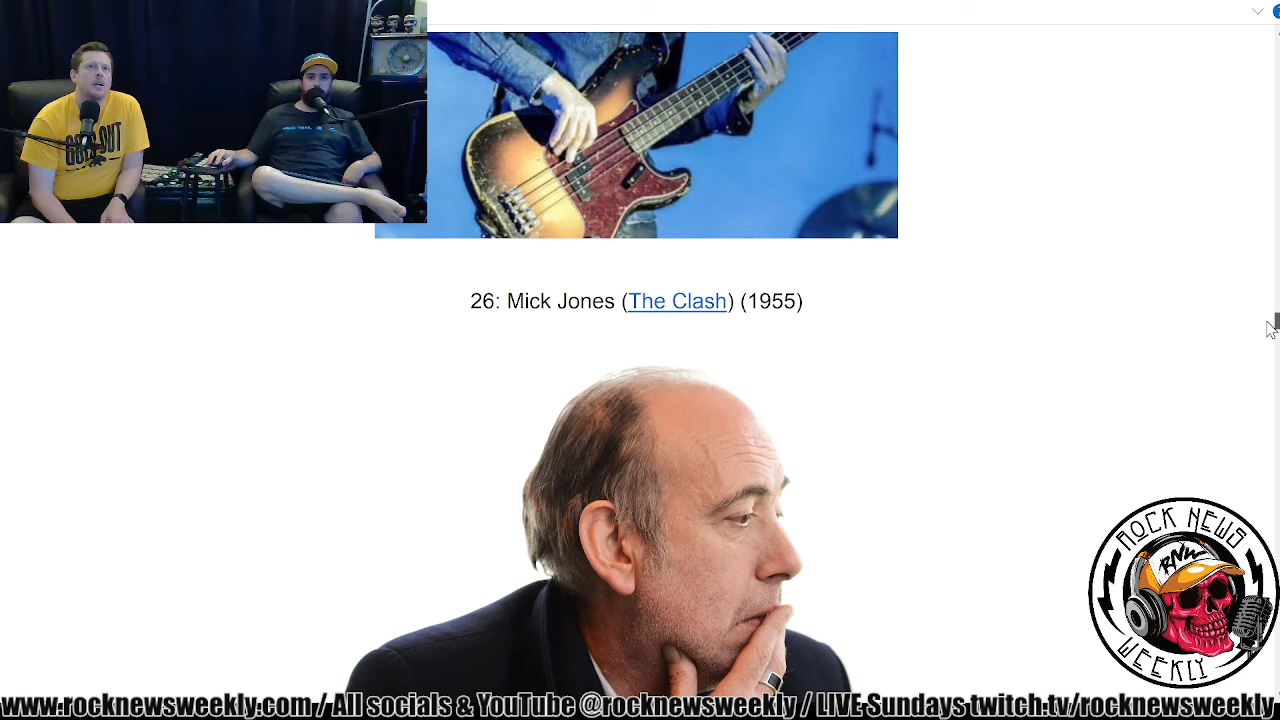 26: Mick Jones (The Clash) (1955)
ROCK NEWS
RNW
WEEKLY
www.rocknewsweekly.com / All socials & YouTube @rocknewsweekly / LIVE Sundays twitch.tv/rocknewsweekly